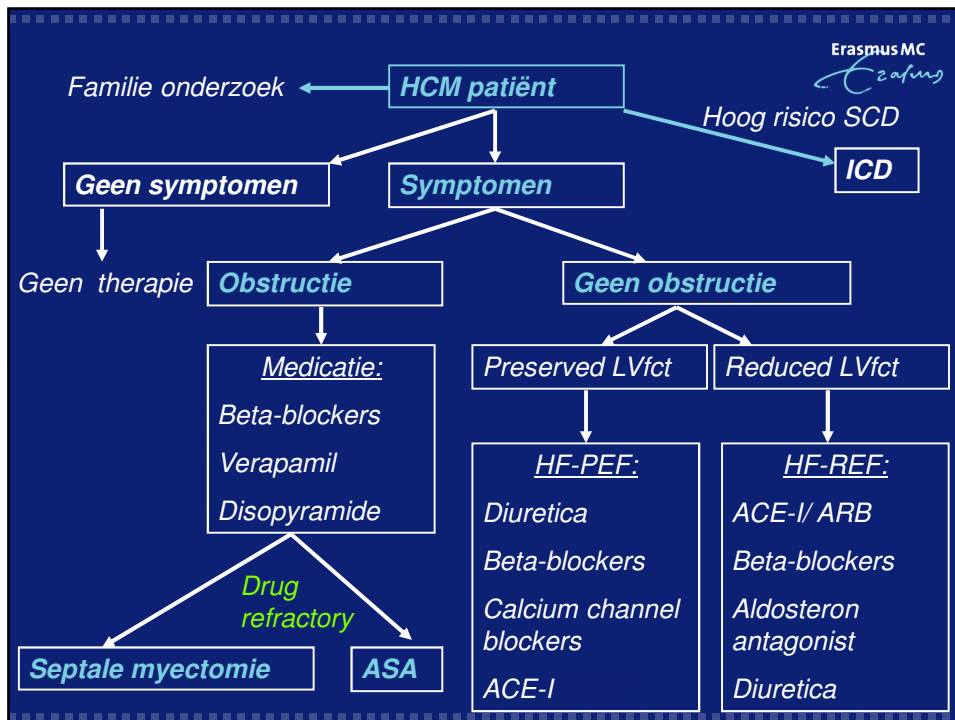 Erasmus MC
Erasmus
Familie onderzoek
HCM patiënt
Hoog risico SCD
ICD
Geen symptomen
Symptomen
Geen therapie
Obstructie
Geen obstructie
Medicatie:
Beta-blockers
Verapamil
Disopyramide
Preserved LVfct
Reduced LVfct
HF-PEF:
Diuretica
Beta-blockers
Calcium channel
blockers
ACE-I
HF-REF:
ACE-I/ ARB
Beta-blockers
Aldosteron
antagonist
Diuretica
Drug
refractory
Septale myectomie
ASA